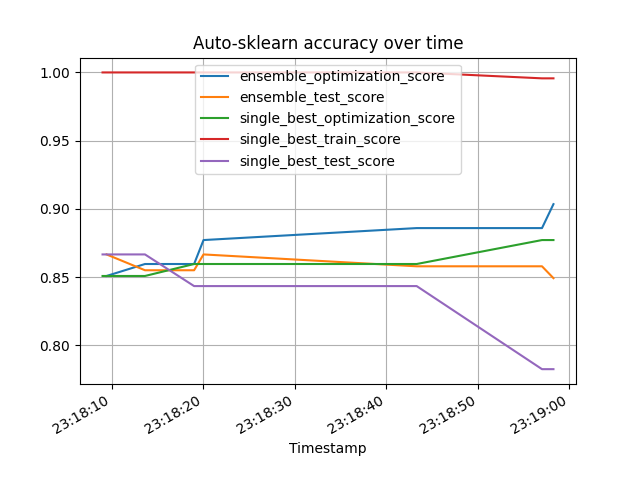 Auto-sklearn accuracy over time
1.00
0.95
0.90
0.85
0.80
ensemble_optimization_score
ensemble_test_score
single_best_optimization_score
single_best_train_score
single_best_test_score
23:18:10
23:18:20
23:18:30
23:18:40
23:18:50
23:19:00
Timestamp